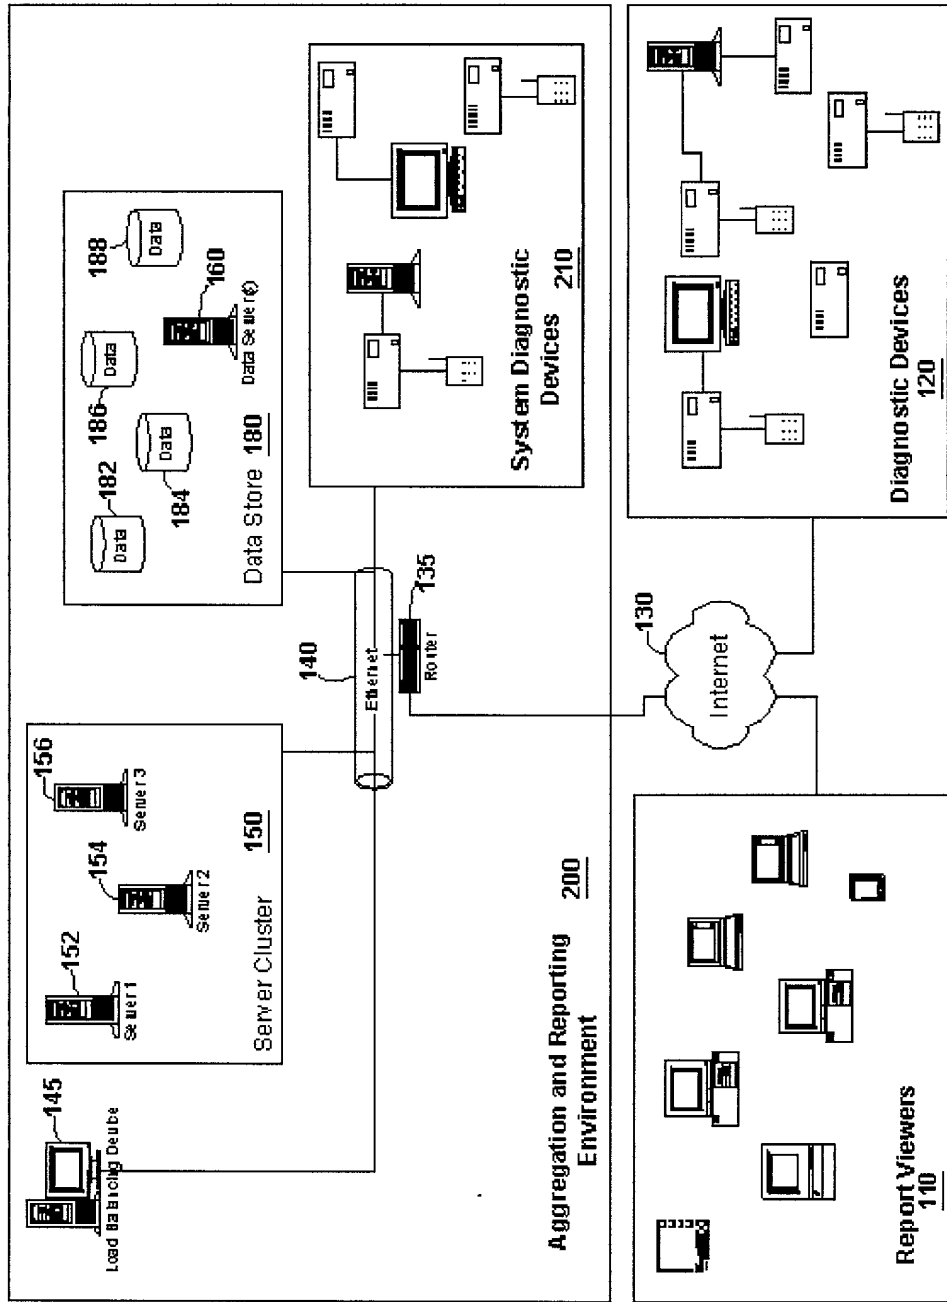 145
Load Balancing Device
152
Server 1
154
Server 2
156
Server 3
Server Cluster 150
182
Data
184
Data
186
Data
188
Data
160
Data Server(s)
Data Store 180
140
Ethernet
135
Router
System Diagnostic
Devices 210
Aggregation and Reporting
Environment
200
130
Internet
Report Viewers
110
Diagnostic Devices
120